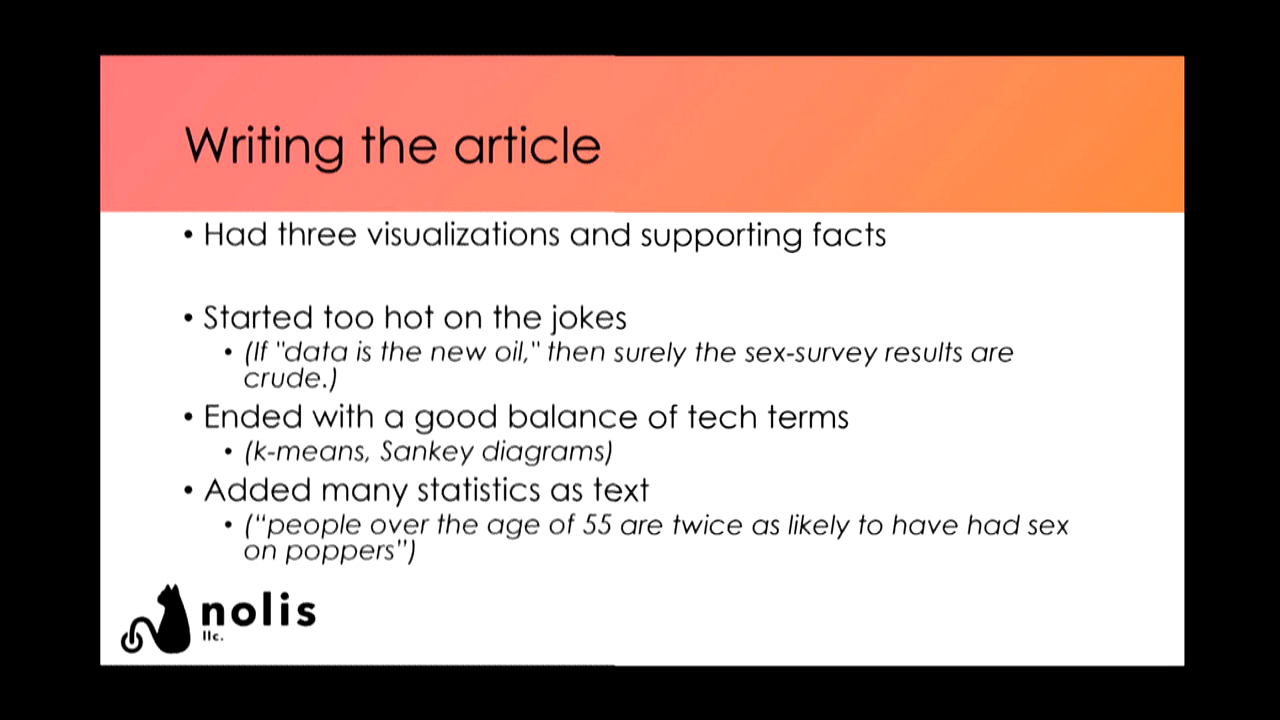 Writing the article
• Had three visualizations and supporting facts
• Started too hot on the jokes
• (If "data is the new oil," then surely the sex-survey results are
crude.)
• Ended with a good balance of tech terms
• (k-means, Sankey diagrams)
• Added many statistics as text
• (“people over the age of 55 are twice as likely to have had sex
on poppers”)
nolis
llc.